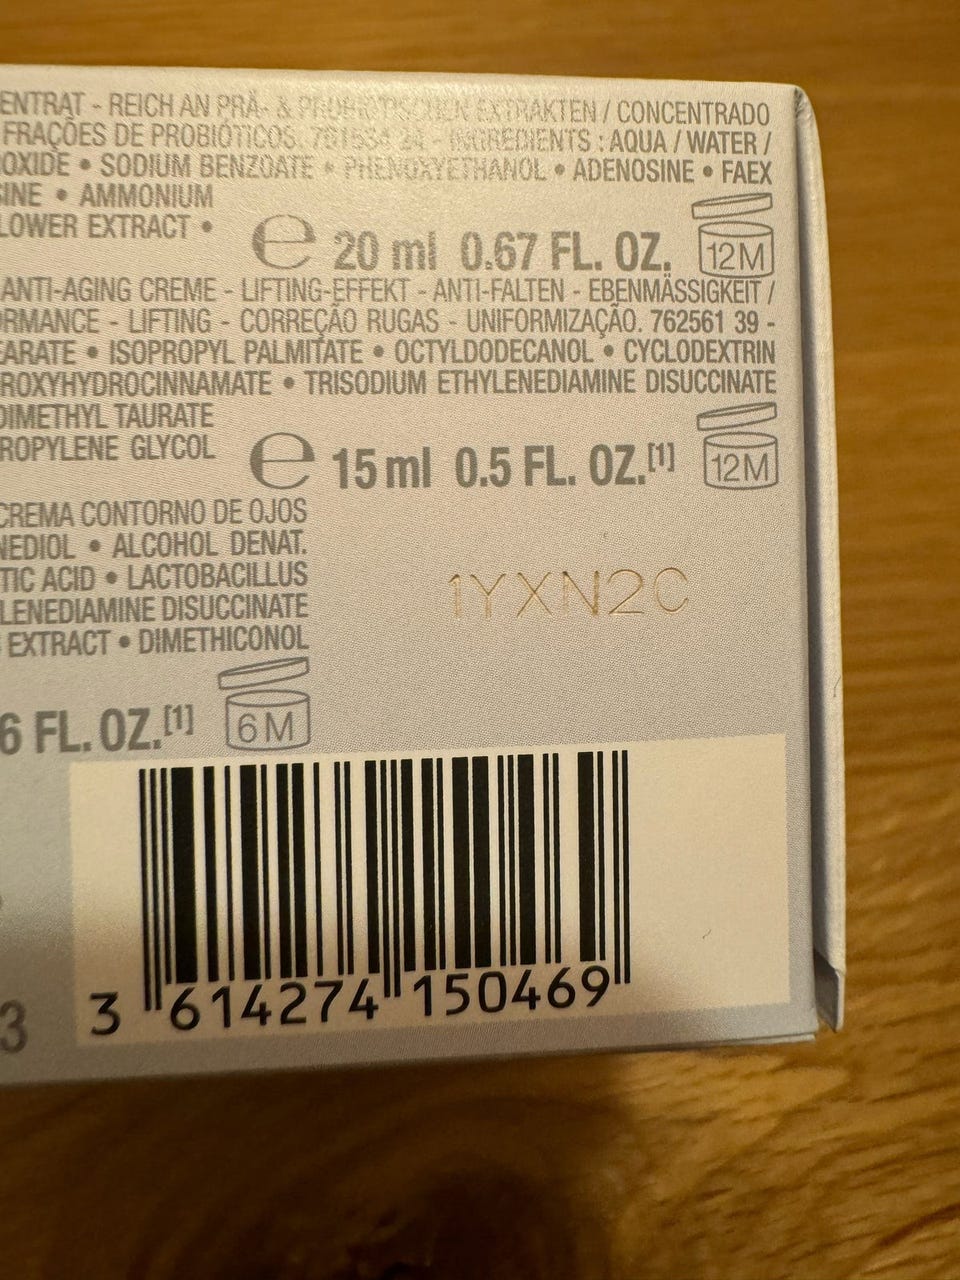 ENTRAT - REICH AN PRÄ- & PROBIOTISCHEN EXTRAKTEN / CONCENTRADO
FRAÇÕES DE PROBIÓTICOS. 761534 24 - INGREDIENTS : AQUA / WATER /
OXIDE • SODIUM BENZOATE • PHENOXYETHANOL • ADENOSINE • FAEX
SINE • AMMONIUM
LOWER EXTRACT •
e 20 ml 0.67 FL. OZ. 12M
ANTI-AGING CREME - LIFTING-EFFEKT - ANTI-FALTEN - EBENMÄSSIGKEIT /
ORMANCE - LIFTING - CORREÇÃO RUGAS - UNIFORMIZAÇÃO. 762561 39 -
EARATE • ISOPROPYL PALMITATE • OCTYLDODECANOL • CYCLODEXTRIN
ROXYHYDROCINNAMATE • TRISODIUM ETHYLENEDIAMINE DISUCCINATE
DIMETHYL TAURATE
ROPYLENE GLYCOL
e 15 ml 0.5 FL. OZ.[1] 12M
CREMA CONTORNO DE OJOS
NEDIOL • ALCOHOL DENAT.
TIC ACID • LACTOBACILLUS
LENEDIAMINE DISUCCINATE
EXTRACT • DIMETHICONOL
1YXN2C
6 FL. OZ.[1] 6M
3 614274 150469
3